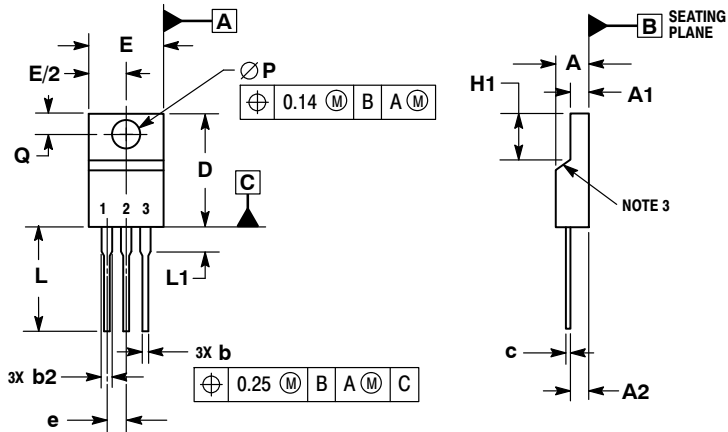 A
E
E/2
∅ P
⌖ 0.14 Ⓜ B A Ⓜ
Q
D
C
1 2 3
L
L1
3X b
3X b2
⌖ 0.25 Ⓜ B A Ⓜ C
e
B SEATING
PLANE
A
H1
A1
NOTE 3
c
A2